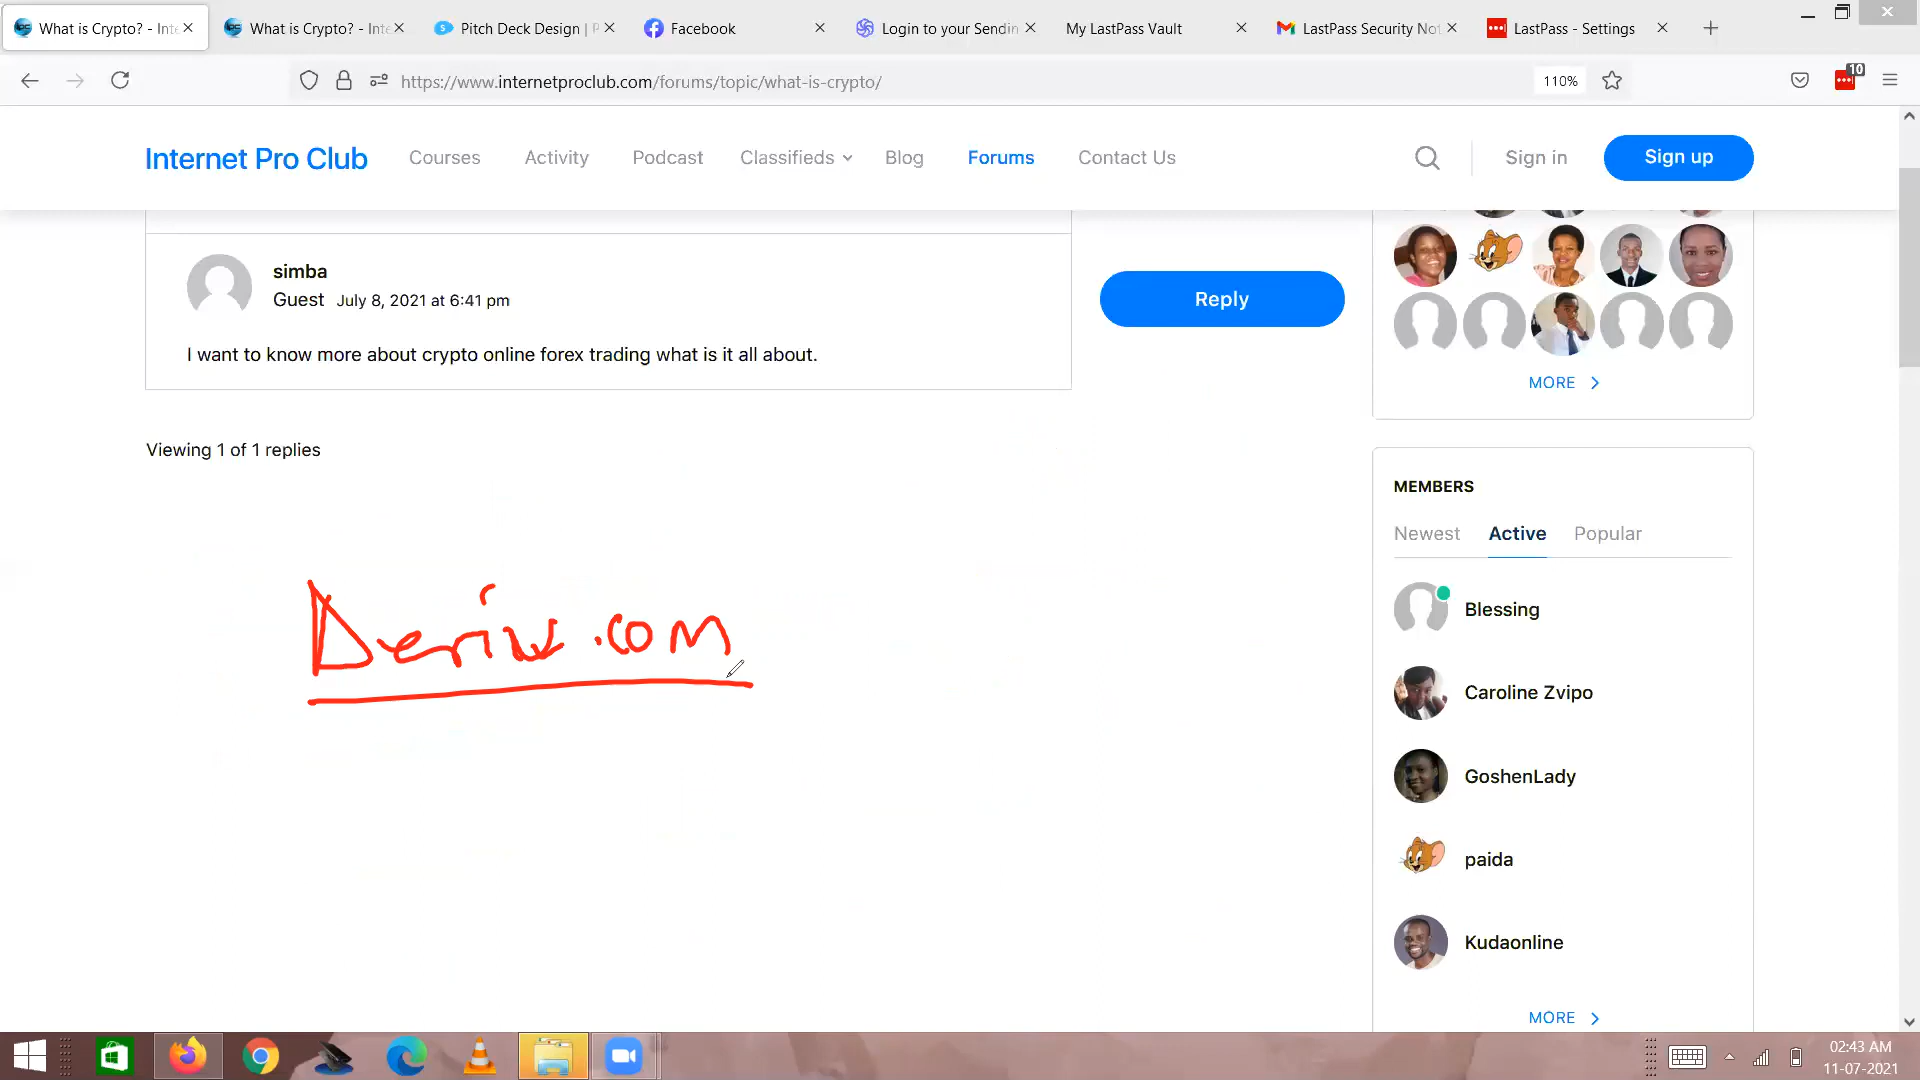 What is Crypto? - Inte
What is Crypto? - Inte
Pitch Deck Design | P
Facebook
Login to your Sendin
My LastPass Vault
LastPass Security Not
LastPass - Settings
https://www.internetproclub.com/forums/topic/what-is-crypto/
110%
10
Internet Pro Club
Courses
Activity
Podcast
Classifieds
Blog
Forums
Contact Us
Sign in
Sign up
simba
Guest July 8, 2021 at 6:41 pm
I want to know more about crypto online forex trading what is it all about.
Reply
MORE
Viewing 1 of 1 replies
Deriv.com
MEMBERS
Newest Active Popular
Blessing
Caroline Zvipo
GoshenLady
paida
Kudaonline
MORE
02:43 AM
11-07-2021